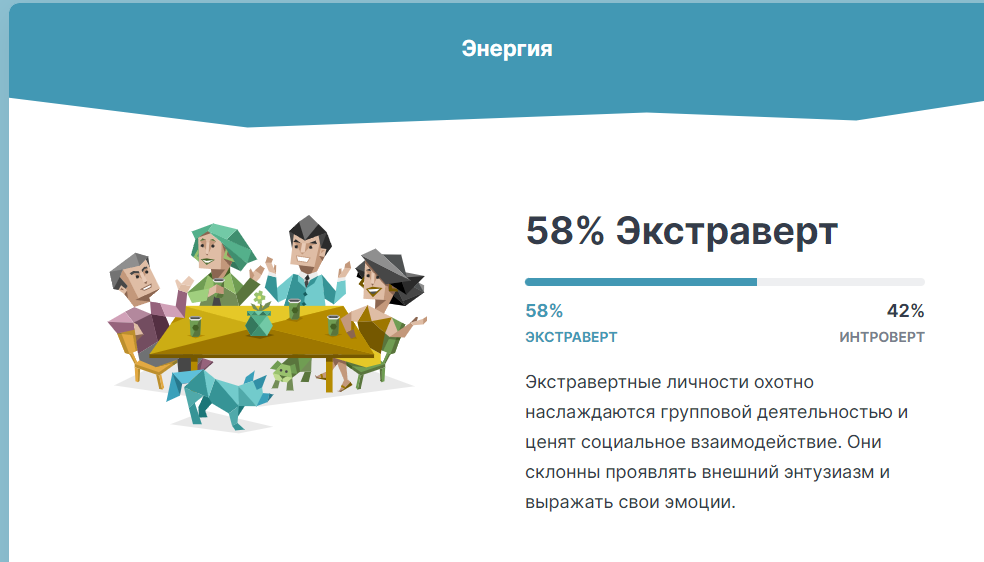 Энергия
58% Экстраверт
58% 42%
ЭКСТРАВЕРТ ИНТРОВЕРТ
Экстравертные личности охотно
наслаждаются групповой деятельностью и
ценят социальное взаимодействие. Они
склонны проявлять внешний энтузиазм и
выражать свои эмоции.